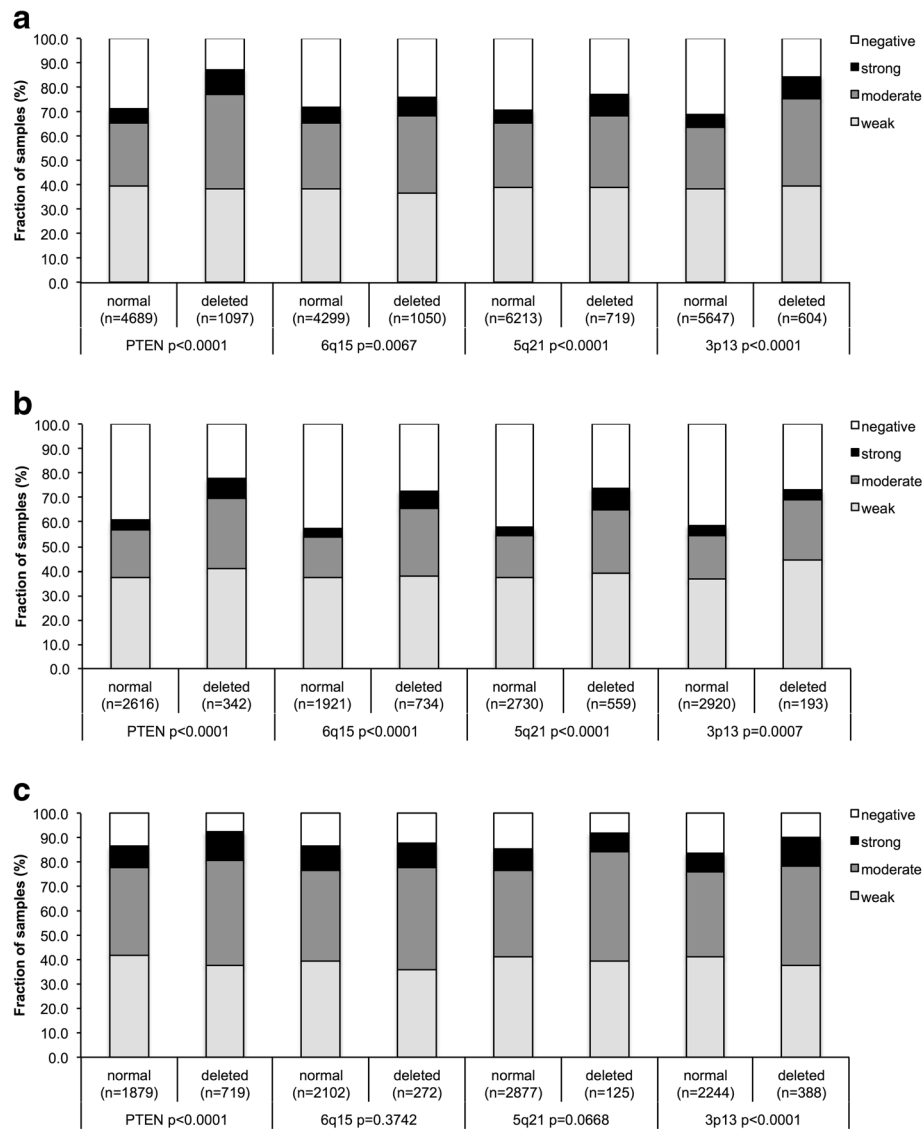 a
Fraction of samples (%)
100.0
90.0
80.0
70.0
60.0
50.0
40.0
30.0
20.0
10.0
0.0
negative
strong
moderate
weak
normal deleted normal deleted normal deleted normal deleted
(n=4689) (n=1097) (n=4299) (n=1050) (n=6213) (n=719) (n=5647) (n=604)
PTEN p<0.0001 6q15 p=0.0067 5q21 p<0.0001 3p13 p<0.0001
b
Fraction of samples (%)
100.0
90.0
80.0
70.0
60.0
50.0
40.0
30.0
20.0
10.0
0.0
negative
strong
moderate
weak
normal deleted normal deleted normal deleted normal deleted
(n=2616) (n=342) (n=1921) (n=734) (n=2730) (n=559) (n=2920) (n=193)
PTEN p<0.0001 6q15 p<0.0001 5q21 p<0.0001 3p13 p=0.0007
c
Fraction of samples (%)
100.0
90.0
80.0
70.0
60.0
50.0
40.0
30.0
20.0
10.0
0.0
negative
strong
moderate
weak
normal deleted normal deleted normal deleted normal deleted
(n=1879) (n=719) (n=2102) (n=272) (n=2877) (n=125) (n=2244) (n=388)
PTEN p<0.0001 6q15 p=0.3742 5q21 p=0.0668 3p13 p<0.0001